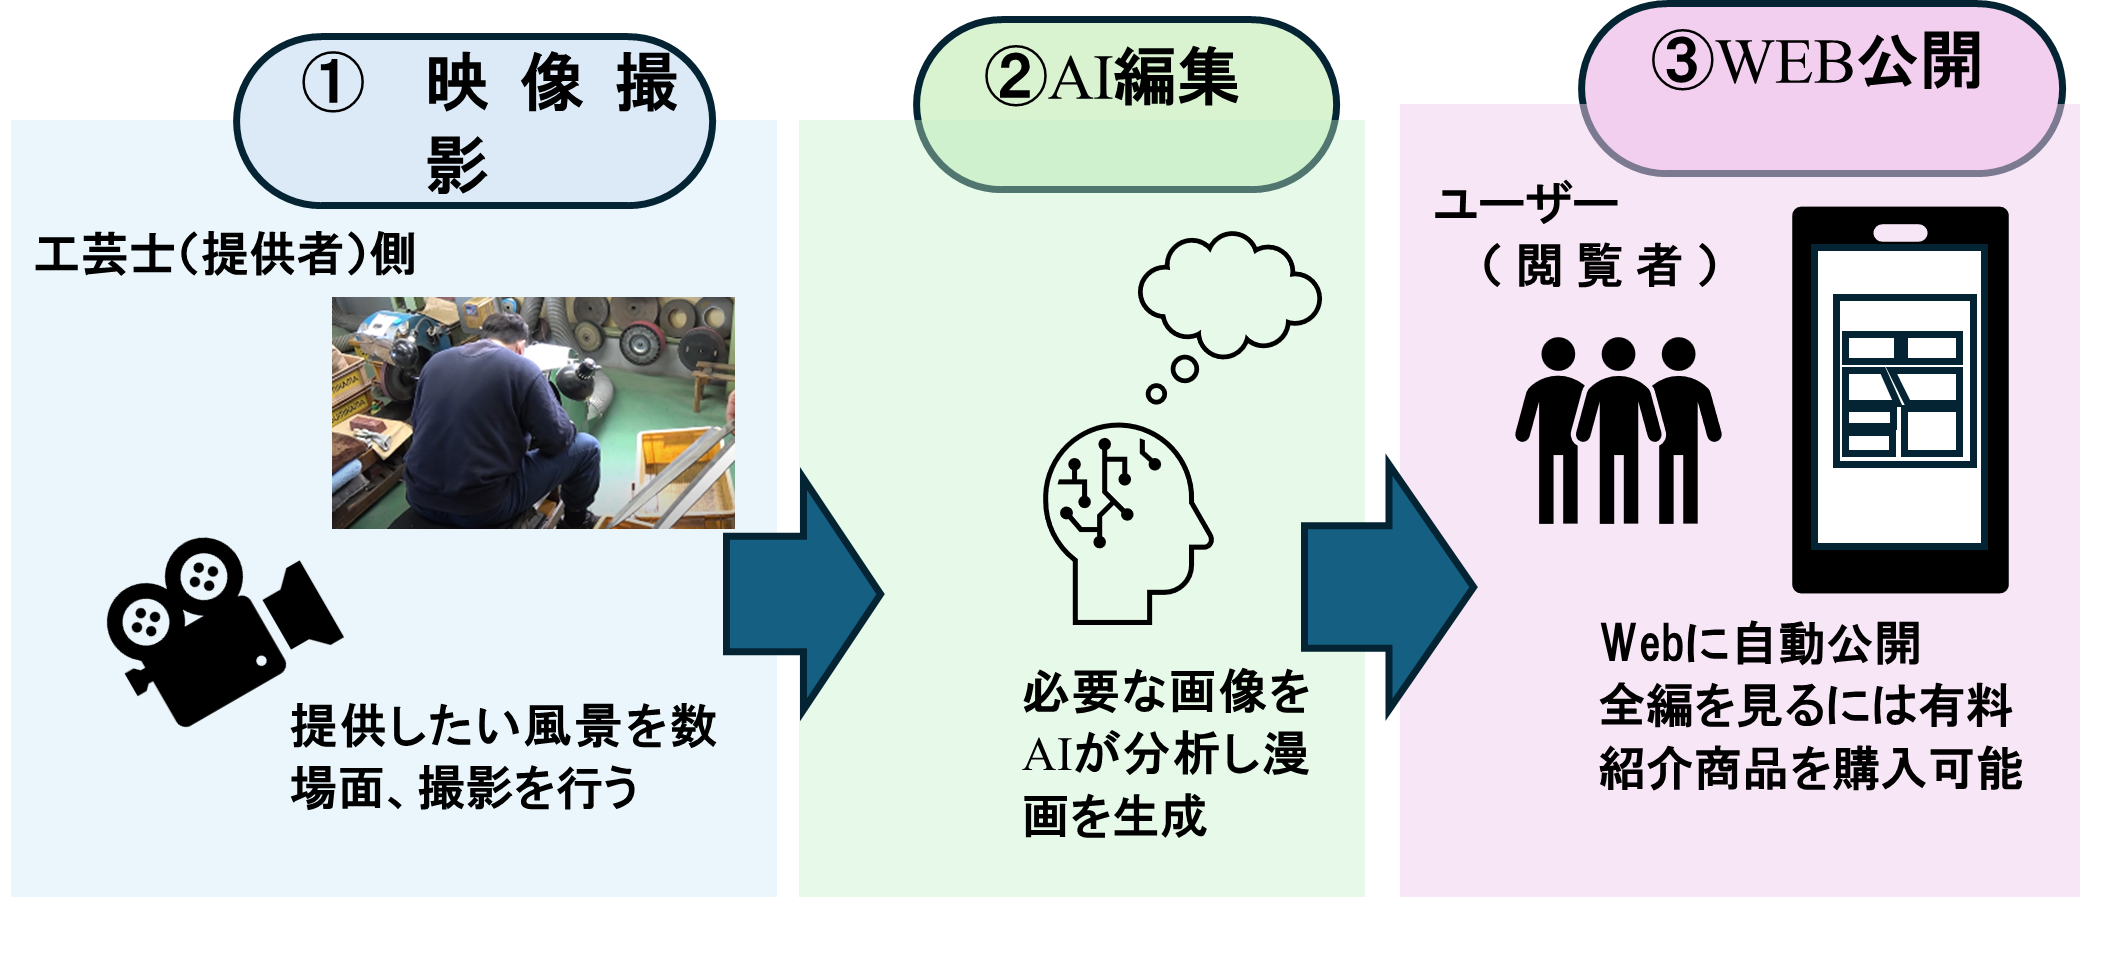 ① 映像撮
影
工芸士(提供者)側
提供したい風景を数
場面、撮影を行う
②AI編集
必要な画像を
AIが分析し漫
画を生成
③WEB公開
ユーザー
(閲覧者)
Webに自動公開
全編を見るには有料
紹介商品を購入可能